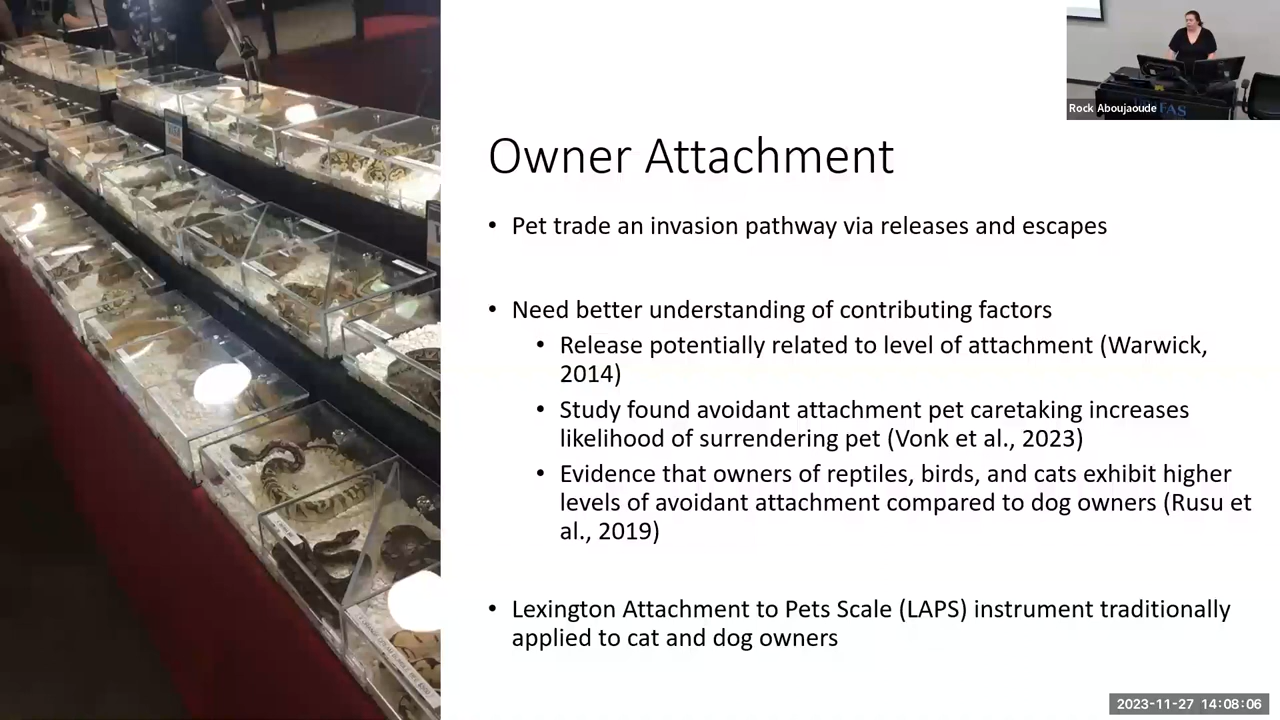 Rock Aboujaoude
FAS
Owner Attachment
• Pet trade an invasion pathway via releases and escapes
• Need better understanding of contributing factors
• Release potentially related to level of attachment (Warwick,
2014)
• Study found avoidant attachment pet caretaking increases
likelihood of surrendering pet (Vonk et al., 2023)
• Evidence that owners of reptiles, birds, and cats exhibit higher
levels of avoidant attachment compared to dog owners (Rusu et
al., 2019)
• Lexington Attachment to Pets Scale (LAPS) instrument traditionally
applied to cat and dog owners
2023-11-27 14:08:06